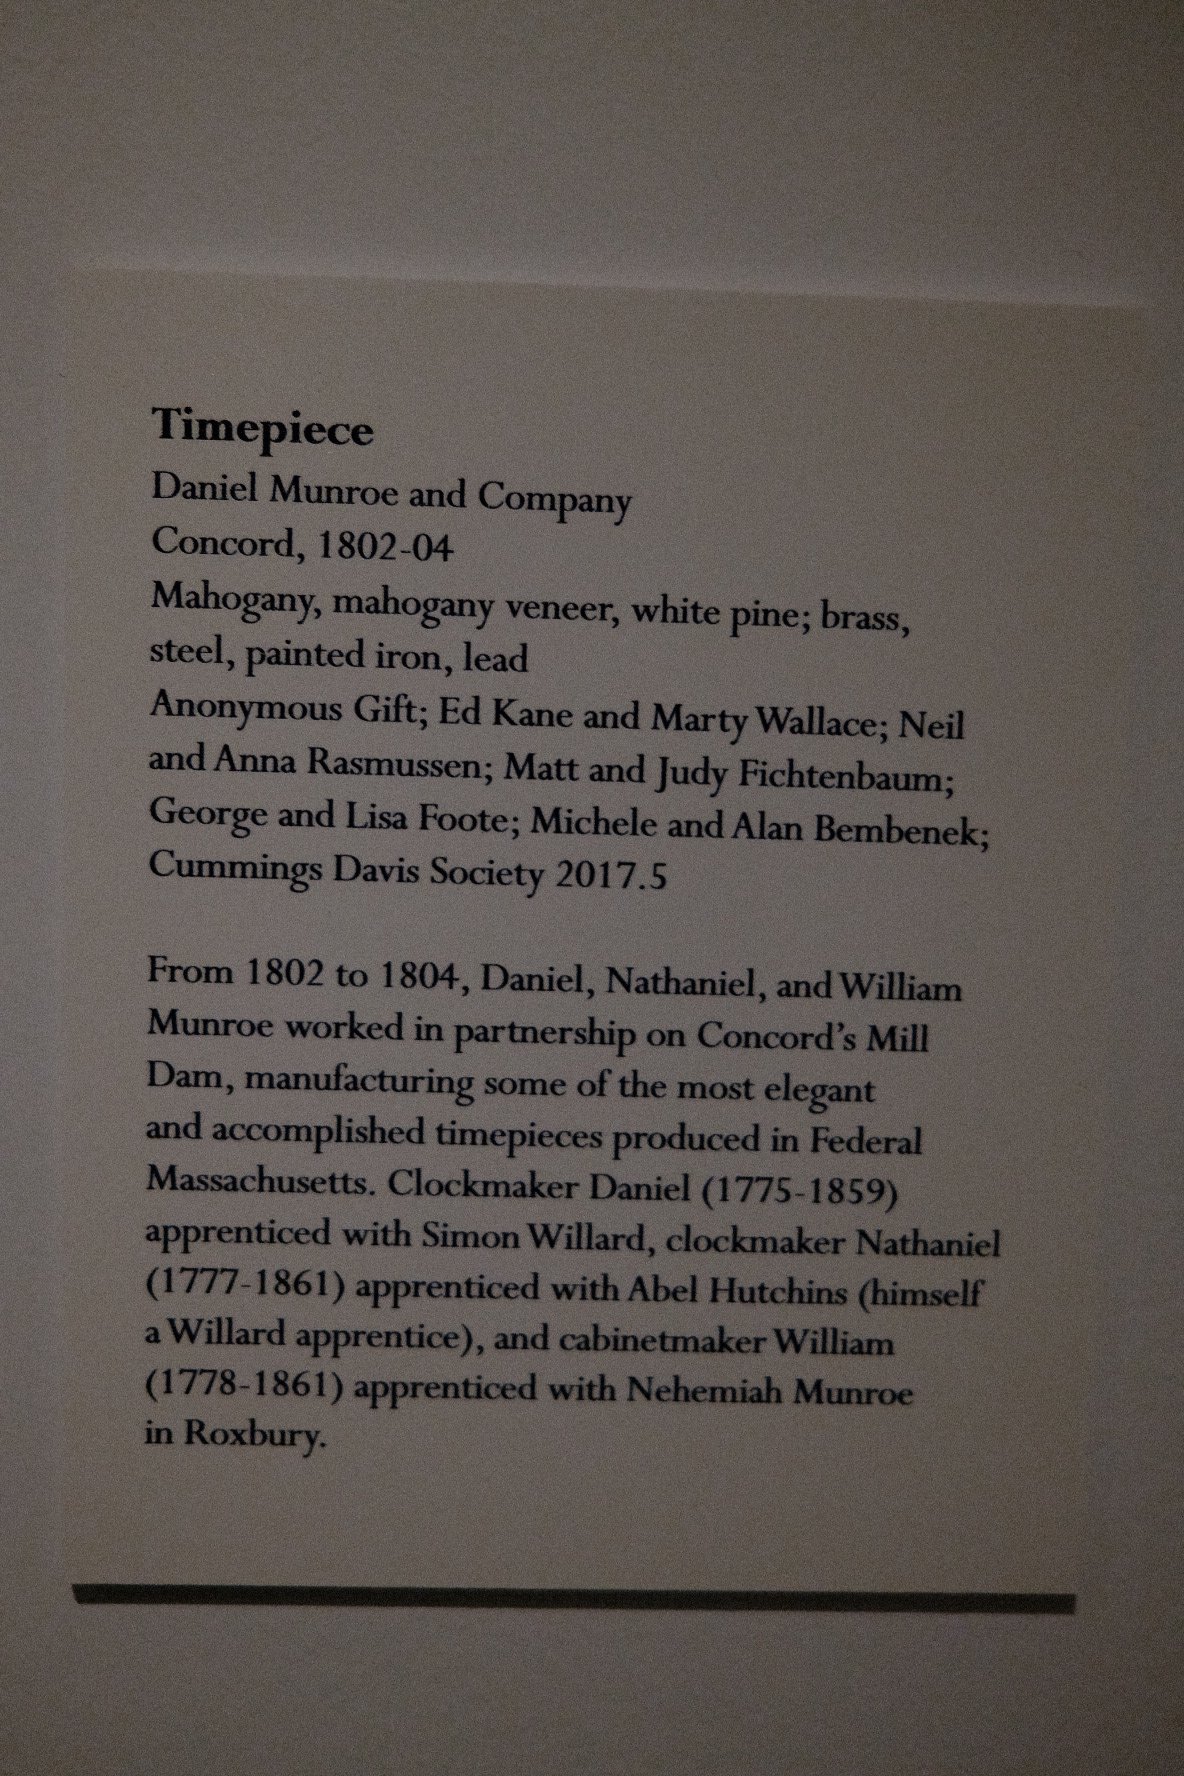 Timepiece
Daniel Munroe and Company
Concord, 1802-04
Mahogany, mahogany veneer, white pine; brass,
steel, painted iron, lead
Anonymous Gift; Ed Kane and Marty Wallace; Neil
and Anna Rasmussen; Matt and Judy Fichtenbaum;
George and Lisa Foote; Michele and Alan Bembenek;
Cummings Davis Society 2017.5
From 1802 to 1804, Daniel, Nathaniel, and William
Munroe worked in partnership on Concord’s Mill
Dam, manufacturing some of the most elegant
and accomplished timepieces produced in Federal
Massachusetts. Clockmaker Daniel (1775-1859)
apprenticed with Simon Willard, clockmaker Nathaniel
(1777-1861) apprenticed with Abel Hutchins (himself
a Willard apprentice), and cabinetmaker William
(1778-1861) apprenticed with Nehemiah Munroe
in Roxbury.